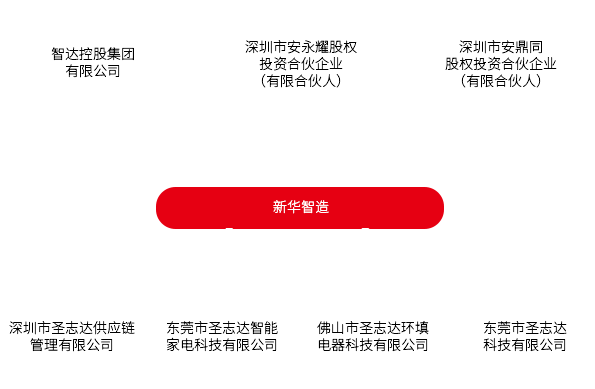 智达控股集团
有限公司
深圳市安永耀股权
投资合伙企业
（有限合伙人）
深圳市安鼎同
股权投资合伙企业
（有限合伙人）
新华智造
深圳市圣志达供应链
管理有限公司
东莞市圣志达智能
家电科技有限公司
佛山市圣志达环填
电器科技有限公司
东莞市圣志达
科技有限公司